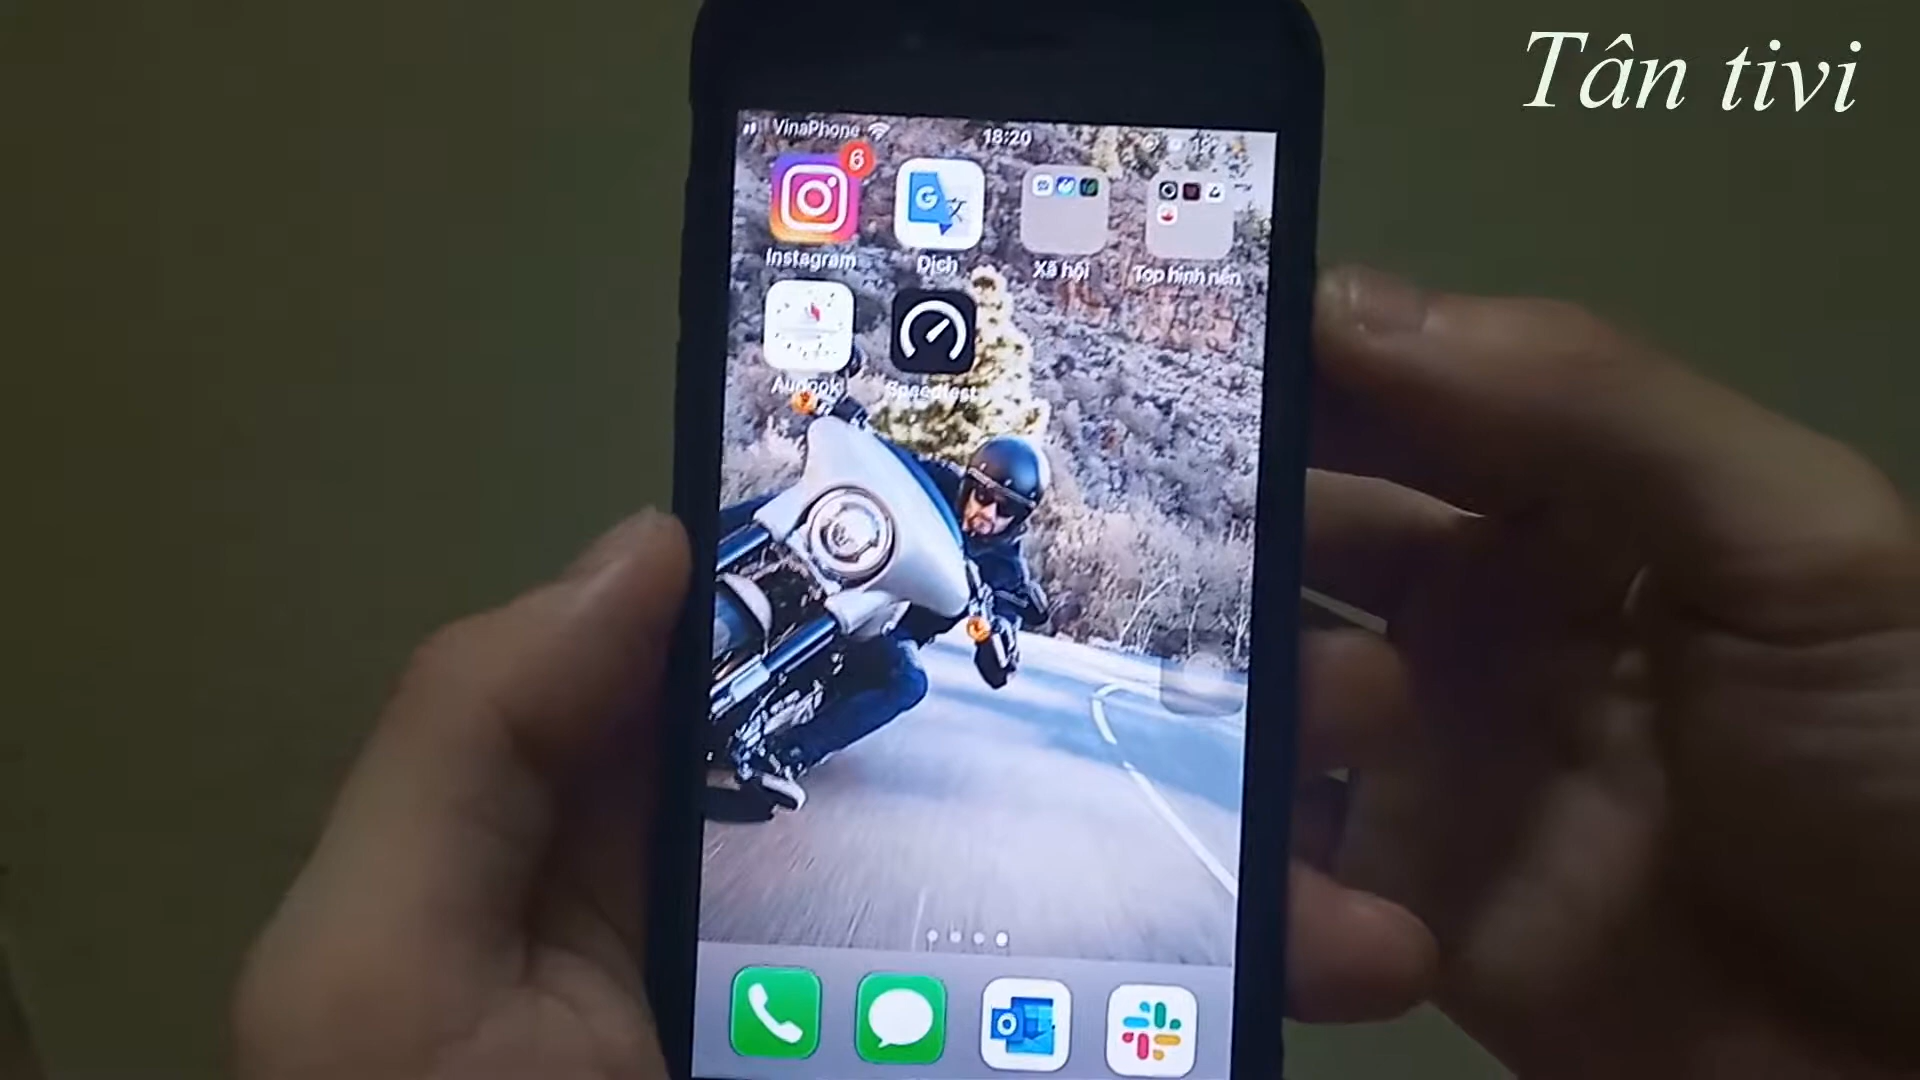 Tân tivi
VinaPhone 18:20
6
Instagram Dịch Xã hội Top hình nền
Speedtest